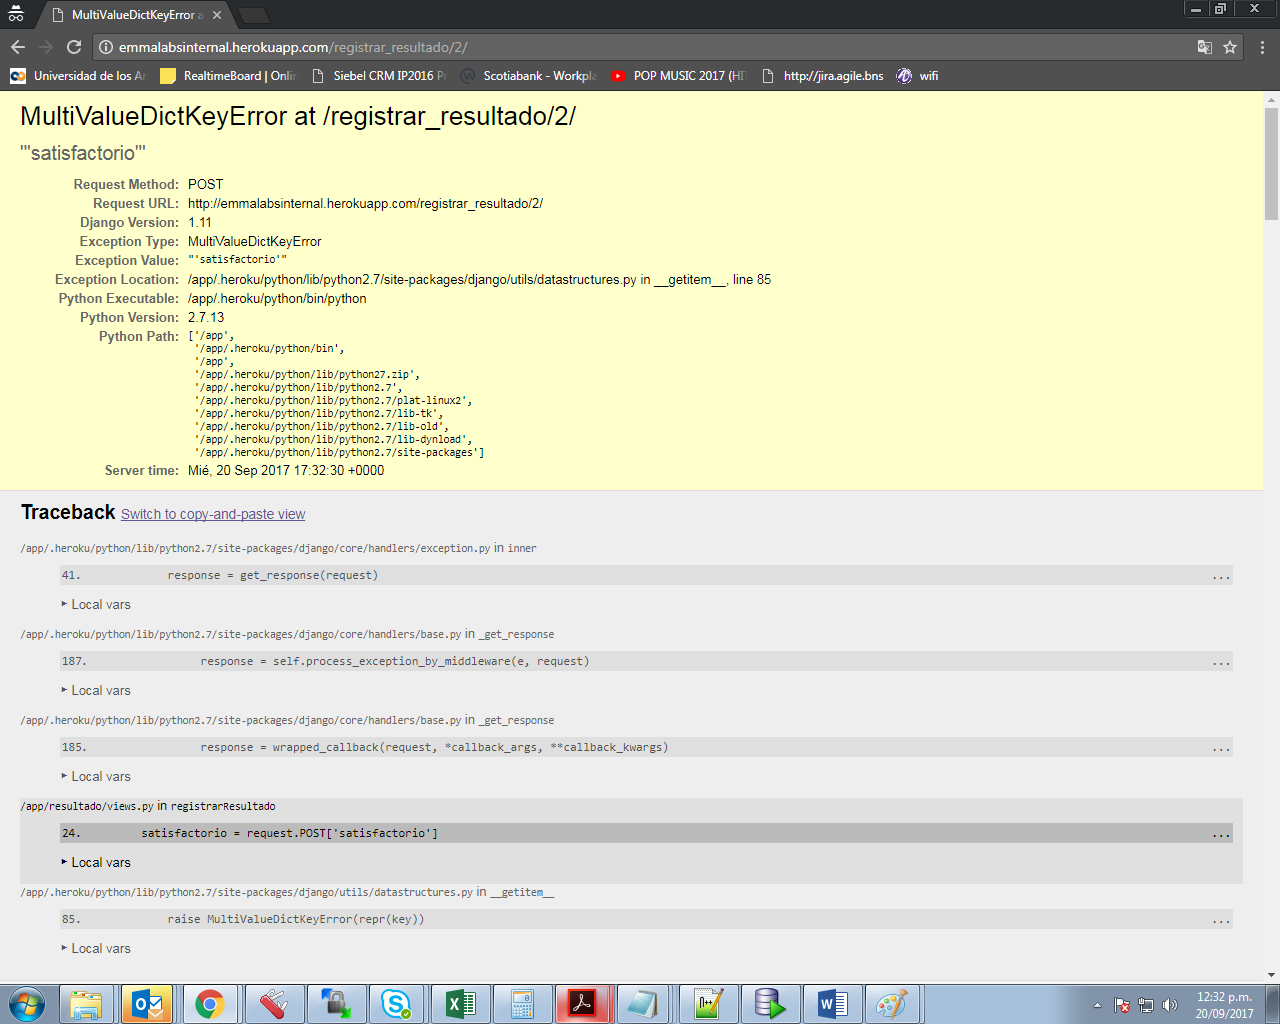 MultiValueDictKeyError a
emmalabsinternal.herokuapp.com/registrar_resultado/2/
Universidad de los An
RealtimeBoard | Onlin
Siebel CRM IP2016 P
Scotiabank - Workpla
POP MUSIC 2017 (HIT
http://jira.agile.bns
wifi
MultiValueDictKeyError at /registrar_resultado/2/
"'satisfactorio'"
Request Method: POST
Request URL: http://emmalabsinternal.herokuapp.com/registrar_resultado/2/
Django Version: 1.11
Exception Type: MultiValueDictKeyError
Exception Value: "'satisfactorio'"
Exception Location: /app/.heroku/python/lib/python2.7/site-packages/django/utils/datastructures.py in __getitem__, line 85
Python Executable: /app/.heroku/python/bin/python
Python Version: 2.7.13
Python Path: ['/app',
'/app/.heroku/python/bin',
'/app',
'/app/.heroku/python/lib/python27.zip',
'/app/.heroku/python/lib/python2.7',
'/app/.heroku/python/lib/python2.7/plat-linux2',
'/app/.heroku/python/lib/python2.7/lib-tk',
'/app/.heroku/python/lib/python2.7/lib-old',
'/app/.heroku/python/lib/python2.7/lib-dynload',
'/app/.heroku/python/lib/python2.7/site-packages']
Server time: Mié, 20 Sep 2017 17:32:30 +0000
Traceback Switch to copy-and-paste view
/app/.heroku/python/lib/python2.7/site-packages/django/core/handlers/exception.py in inner
41. response = get_response(request) ...
Local vars
/app/.heroku/python/lib/python2.7/site-packages/django/core/handlers/base.py in _get_response
187. response = self.process_exception_by_middleware(e, request) ...
Local vars
/app/.heroku/python/lib/python2.7/site-packages/django/core/handlers/base.py in _get_response
185. response = wrapped_callback(request, *callback_args, **callback_kwargs) ...
Local vars
/app/resultado/views.py in registrarResultado
24. satisfactorio = request.POST['satisfactorio'] ...
Local vars
/app/.heroku/python/lib/python2.7/site-packages/django/utils/datastructures.py in __getitem__
85. raise MultiValueDictKeyError(repr(key)) ...
Local vars
12:32 p.m.
20/09/2017